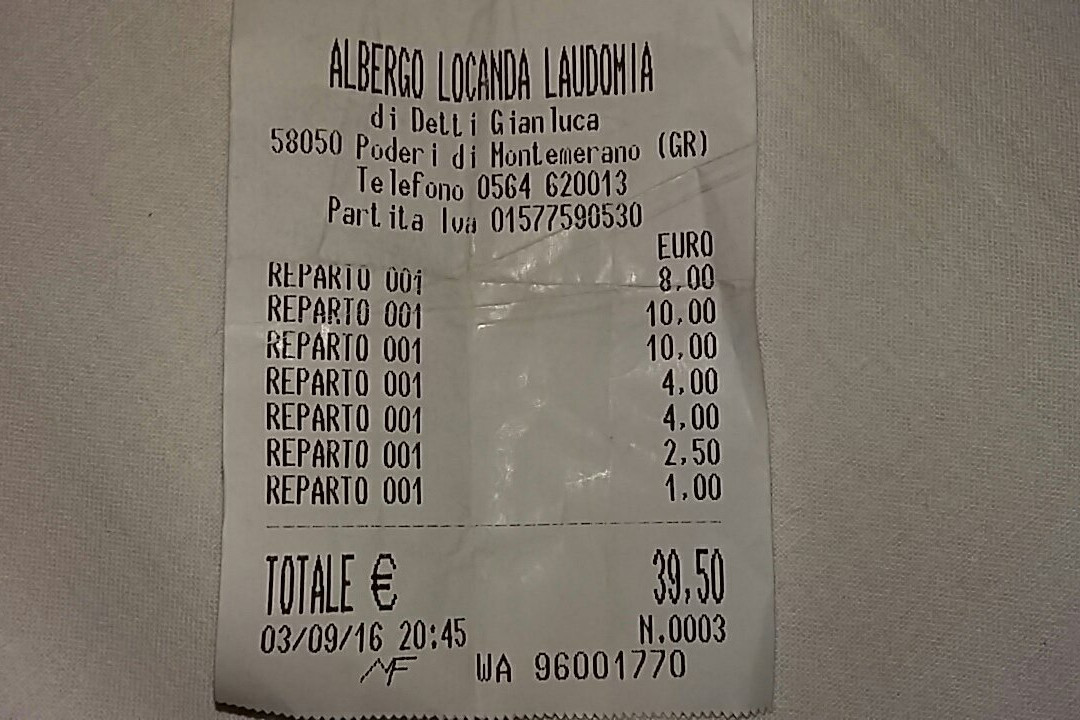 ALBERGO LOCANDA LAUDOMIA
di Detti Gianluca
58050 Poderi di Montemerano (GR)
Telefono 0564 620013
Partita Iva 01577590530
EURO
REPARTO 001 8,00
REPARTO 001 10,00
REPARTO 001 10,00
REPARTO 001 4,00
REPARTO 001 4,00
REPARTO 001 2,50
REPARTO 001 1,00
TOTALE € 39,50
03/09/16 20:45 N.0003
MF WA 96001770